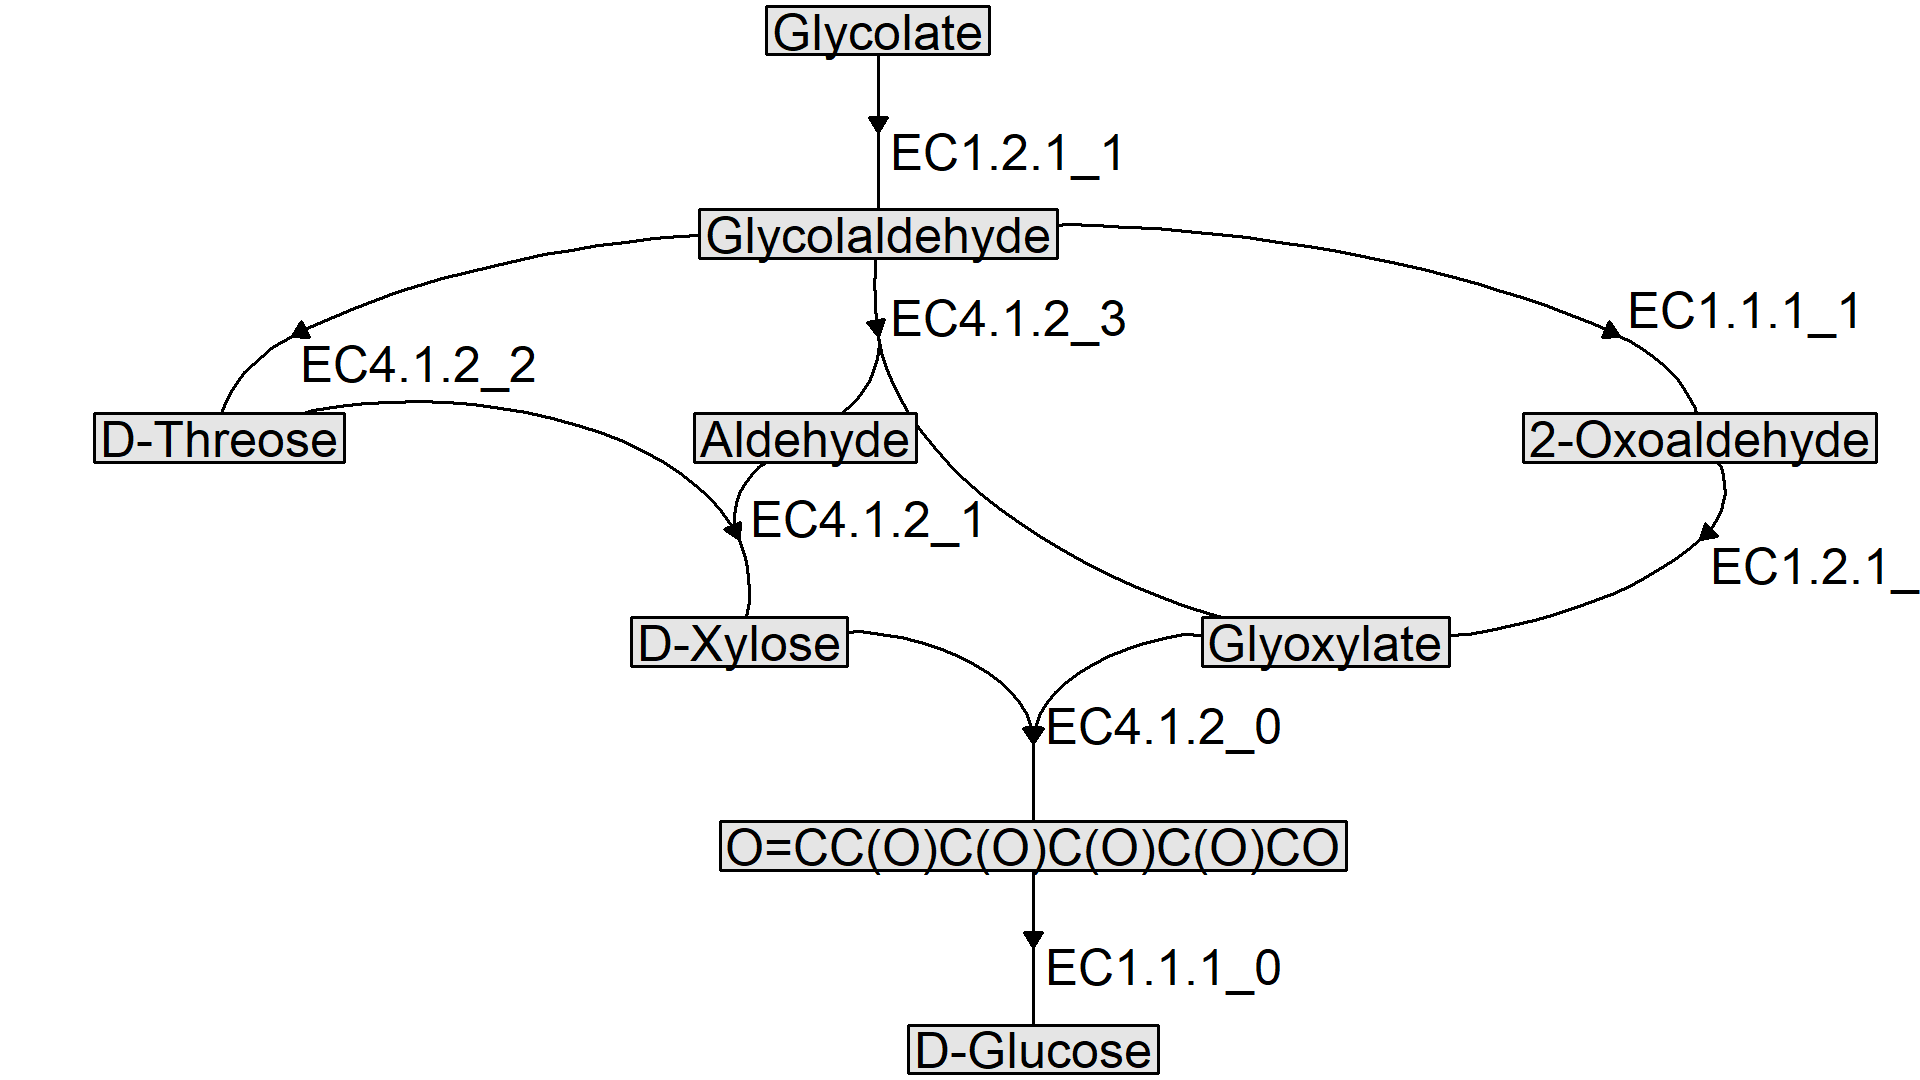 Glycolate
EC1.2.1_1
Glycolaldehyde
EC4.1.2_3
EC1.1.1_1
EC4.1.2_2
D-Threose
Aldehyde
2-Oxoaldehyde
EC4.1.2_1
EC1.2.1_
D-Xylose
Glyoxylate
EC4.1.2_0
O=CC(O)C(O)C(O)C(O)CO
EC1.1.1_0
D-Glucose